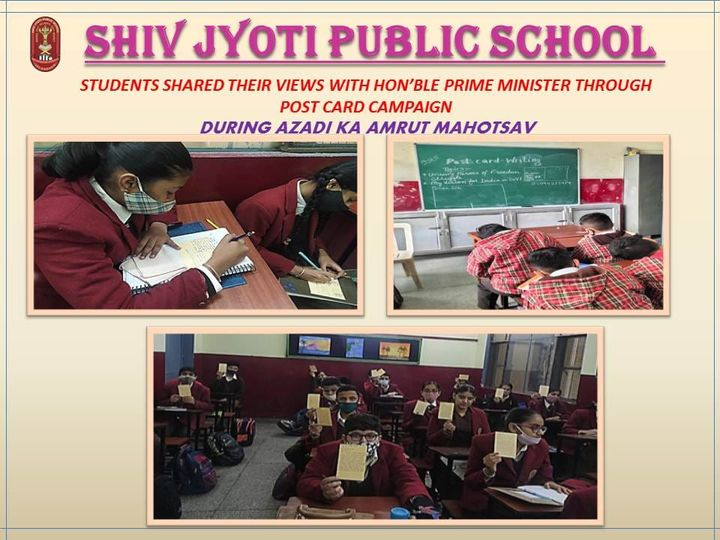 SHIV JYOTI PUBLIC SCHOOL
STUDENTS SHARED THEIR VIEWS WITH HON'BLE PRIME MINISTER THROUGH
POST CARD CAMPAIGN
DURING AZADI KA AMRUT MAHOTSAV
Post card-Writing
Unsung Heroes of Freedom
Struggle
My Vision for India in 2047